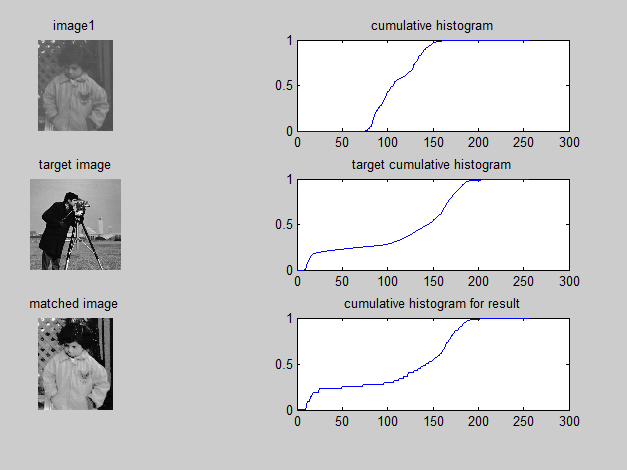 image1
cumulative histogram
1
0.5
0
0 50 100 150 200 250 300
target image
target cumulative histogram
1
0.5
0
0 50 100 150 200 250 300
matched image
cumulative histogram for result
1
0.5
0
0 50 100 150 200 250 300